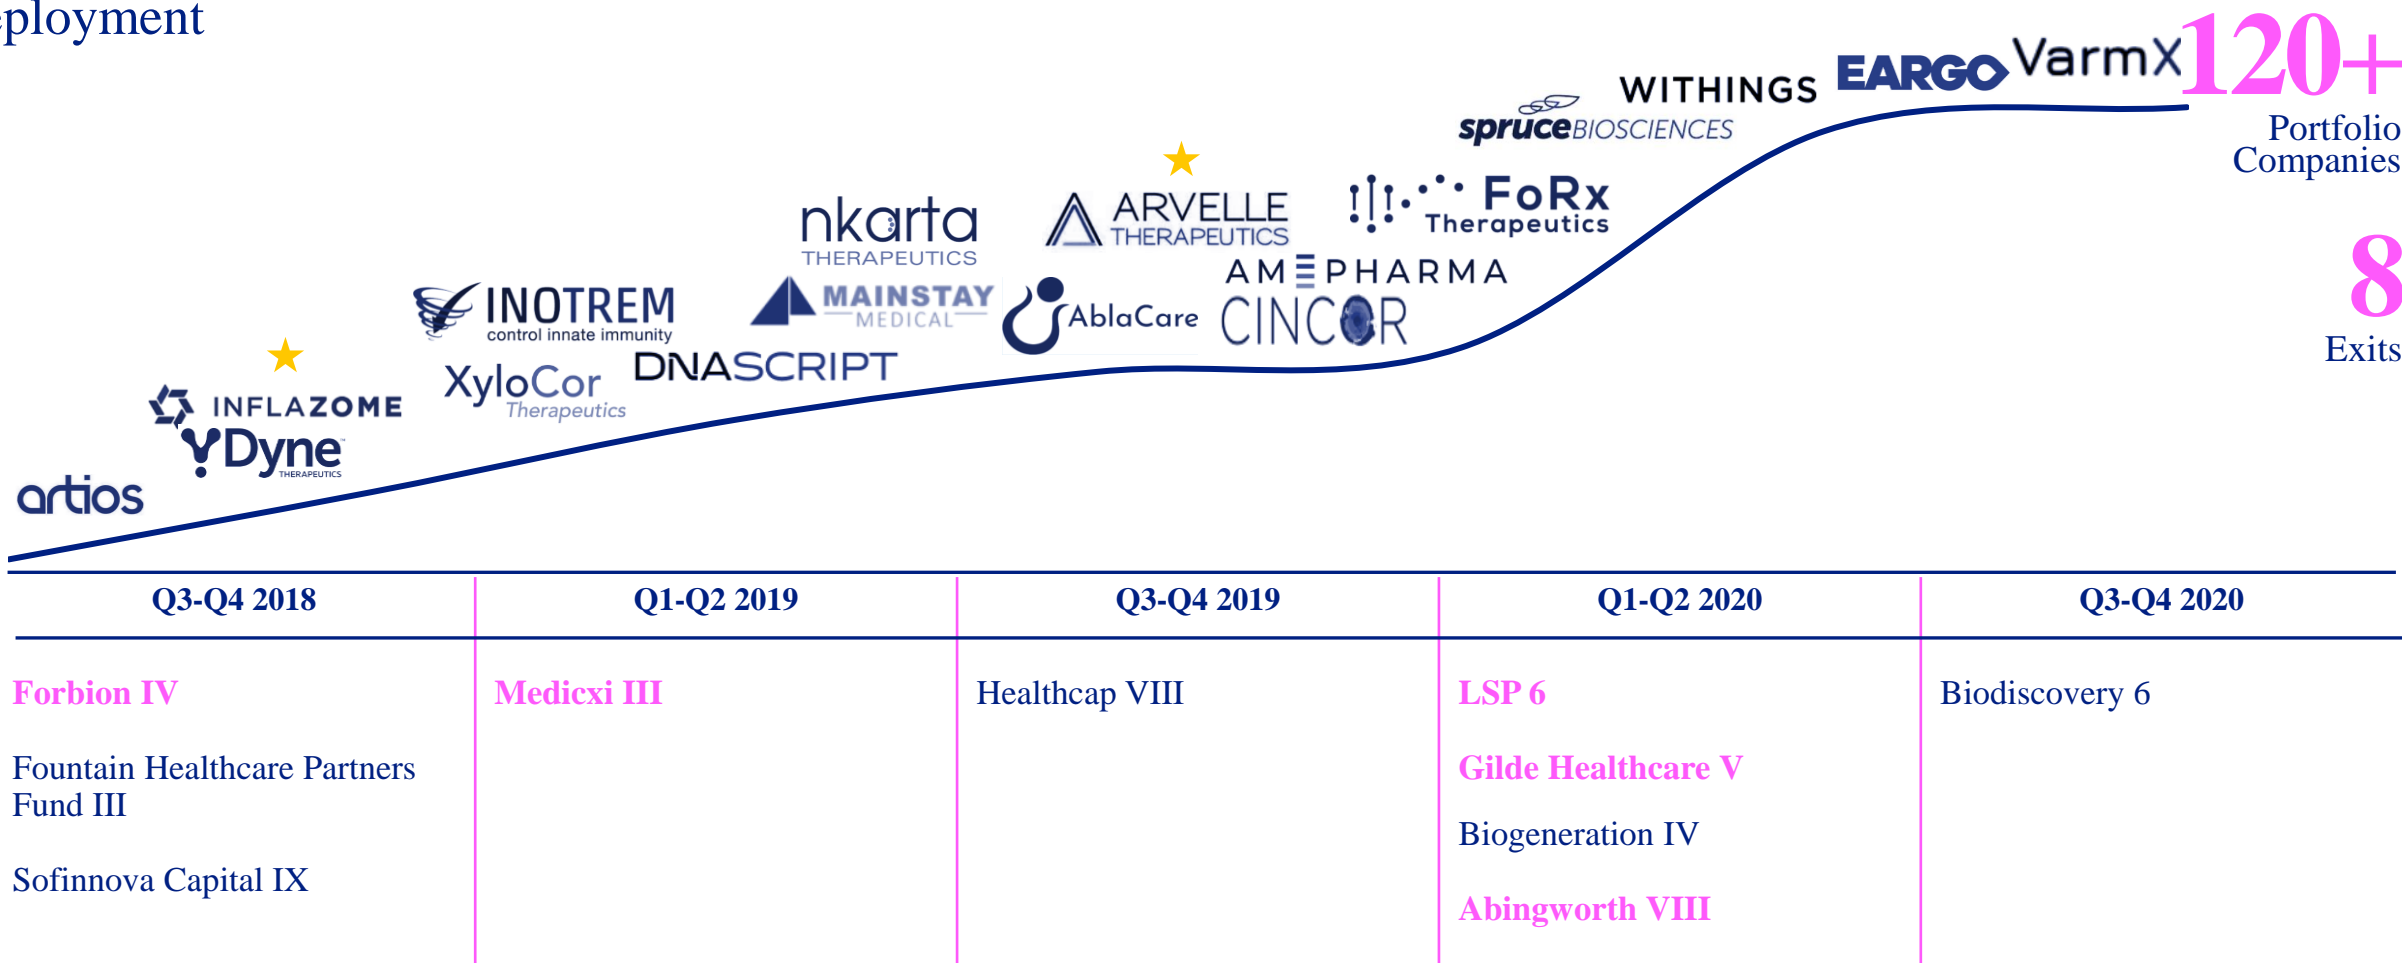 ployment
120+
Portfolio
Companies
8
Exits
VarmX
EARGO
WITHINGS
spruceBIOSCIENCES
FoRx
Therapeutics
ARVELLE
THERAPEUTICS
nkarta
THERAPEUTICS
AMPHARMA
CINCOR
AblaCare
MAINSTAY
MEDICAL
INOTREM
control innate immunity
DNASCRIPT
XyloCor
Therapeutics
INFLAZOME
Dyne
THERAPEUTICS
artios
Q3-Q4 2018
Q1-Q2 2019
Q3-Q4 2019
Q1-Q2 2020
Q3-Q4 2020
Forbion IV
Fountain Healthcare Partners
Fund III
Sofinnova Capital IX
Medicxi III
Healthcap VIII
LSP 6
Gilde Healthcare V
Biogeneration IV
Abingworth VIII
Biodiscovery 6